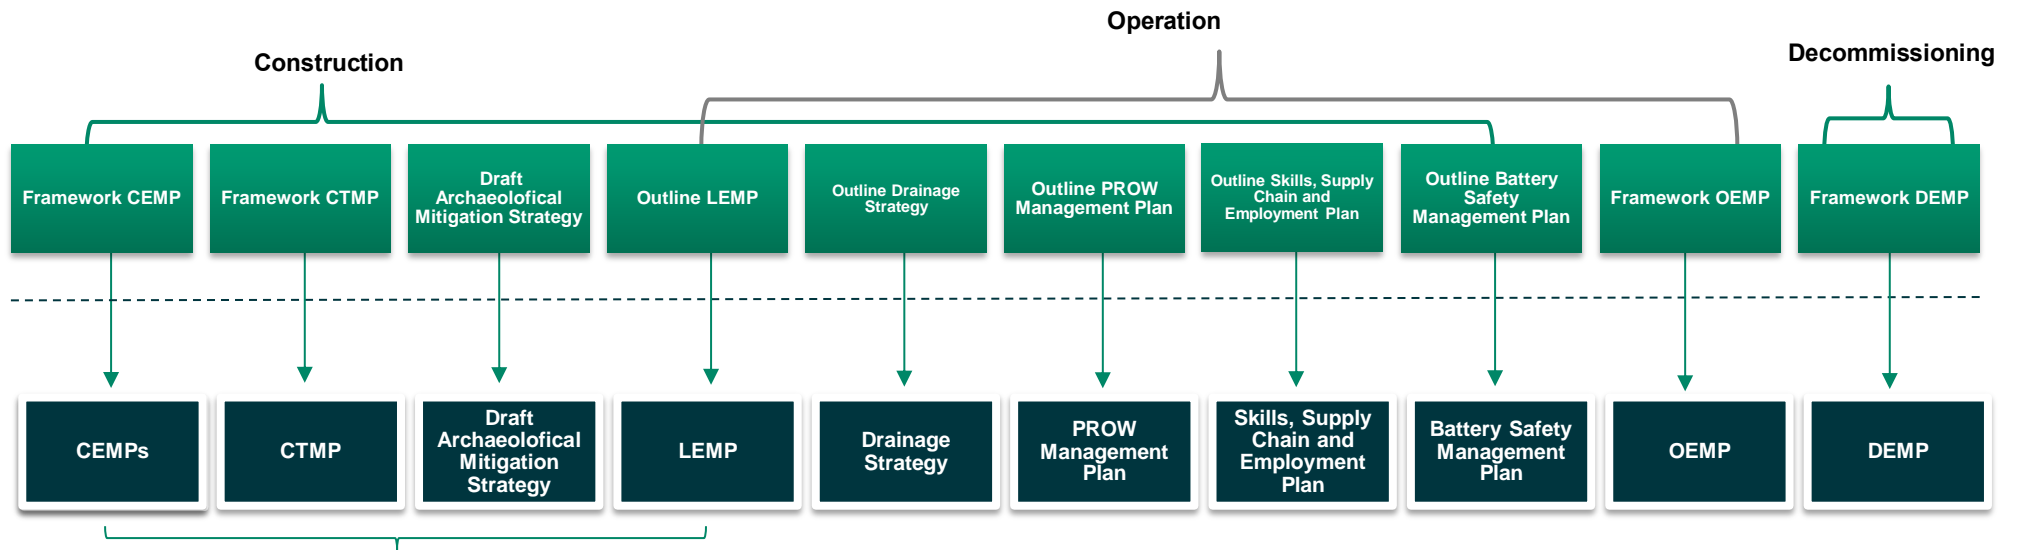 Operation
Construction
Decommissioning
Framework CEMP
Framework CTMP
Draft
Archaeolofical
Mitigation Strategy
Outline LEMP
Outline Drainage
Strategy
Outline PROW
Management Plan
Outline Skills, Supply
Chain and
Employment Plan
Outline Battery
Safety
Management Plan
Framework OEMP
Framework DEMP
CEMPs
CTMP
Draft
Archaeolofical
Mitigation
Strategy
LEMP
Drainage
Strategy
PROW
Management
Plan
Skills, Supply
Chain and
Employment
Plan
Battery Safety
Management
Plan
OEMP
DEMP